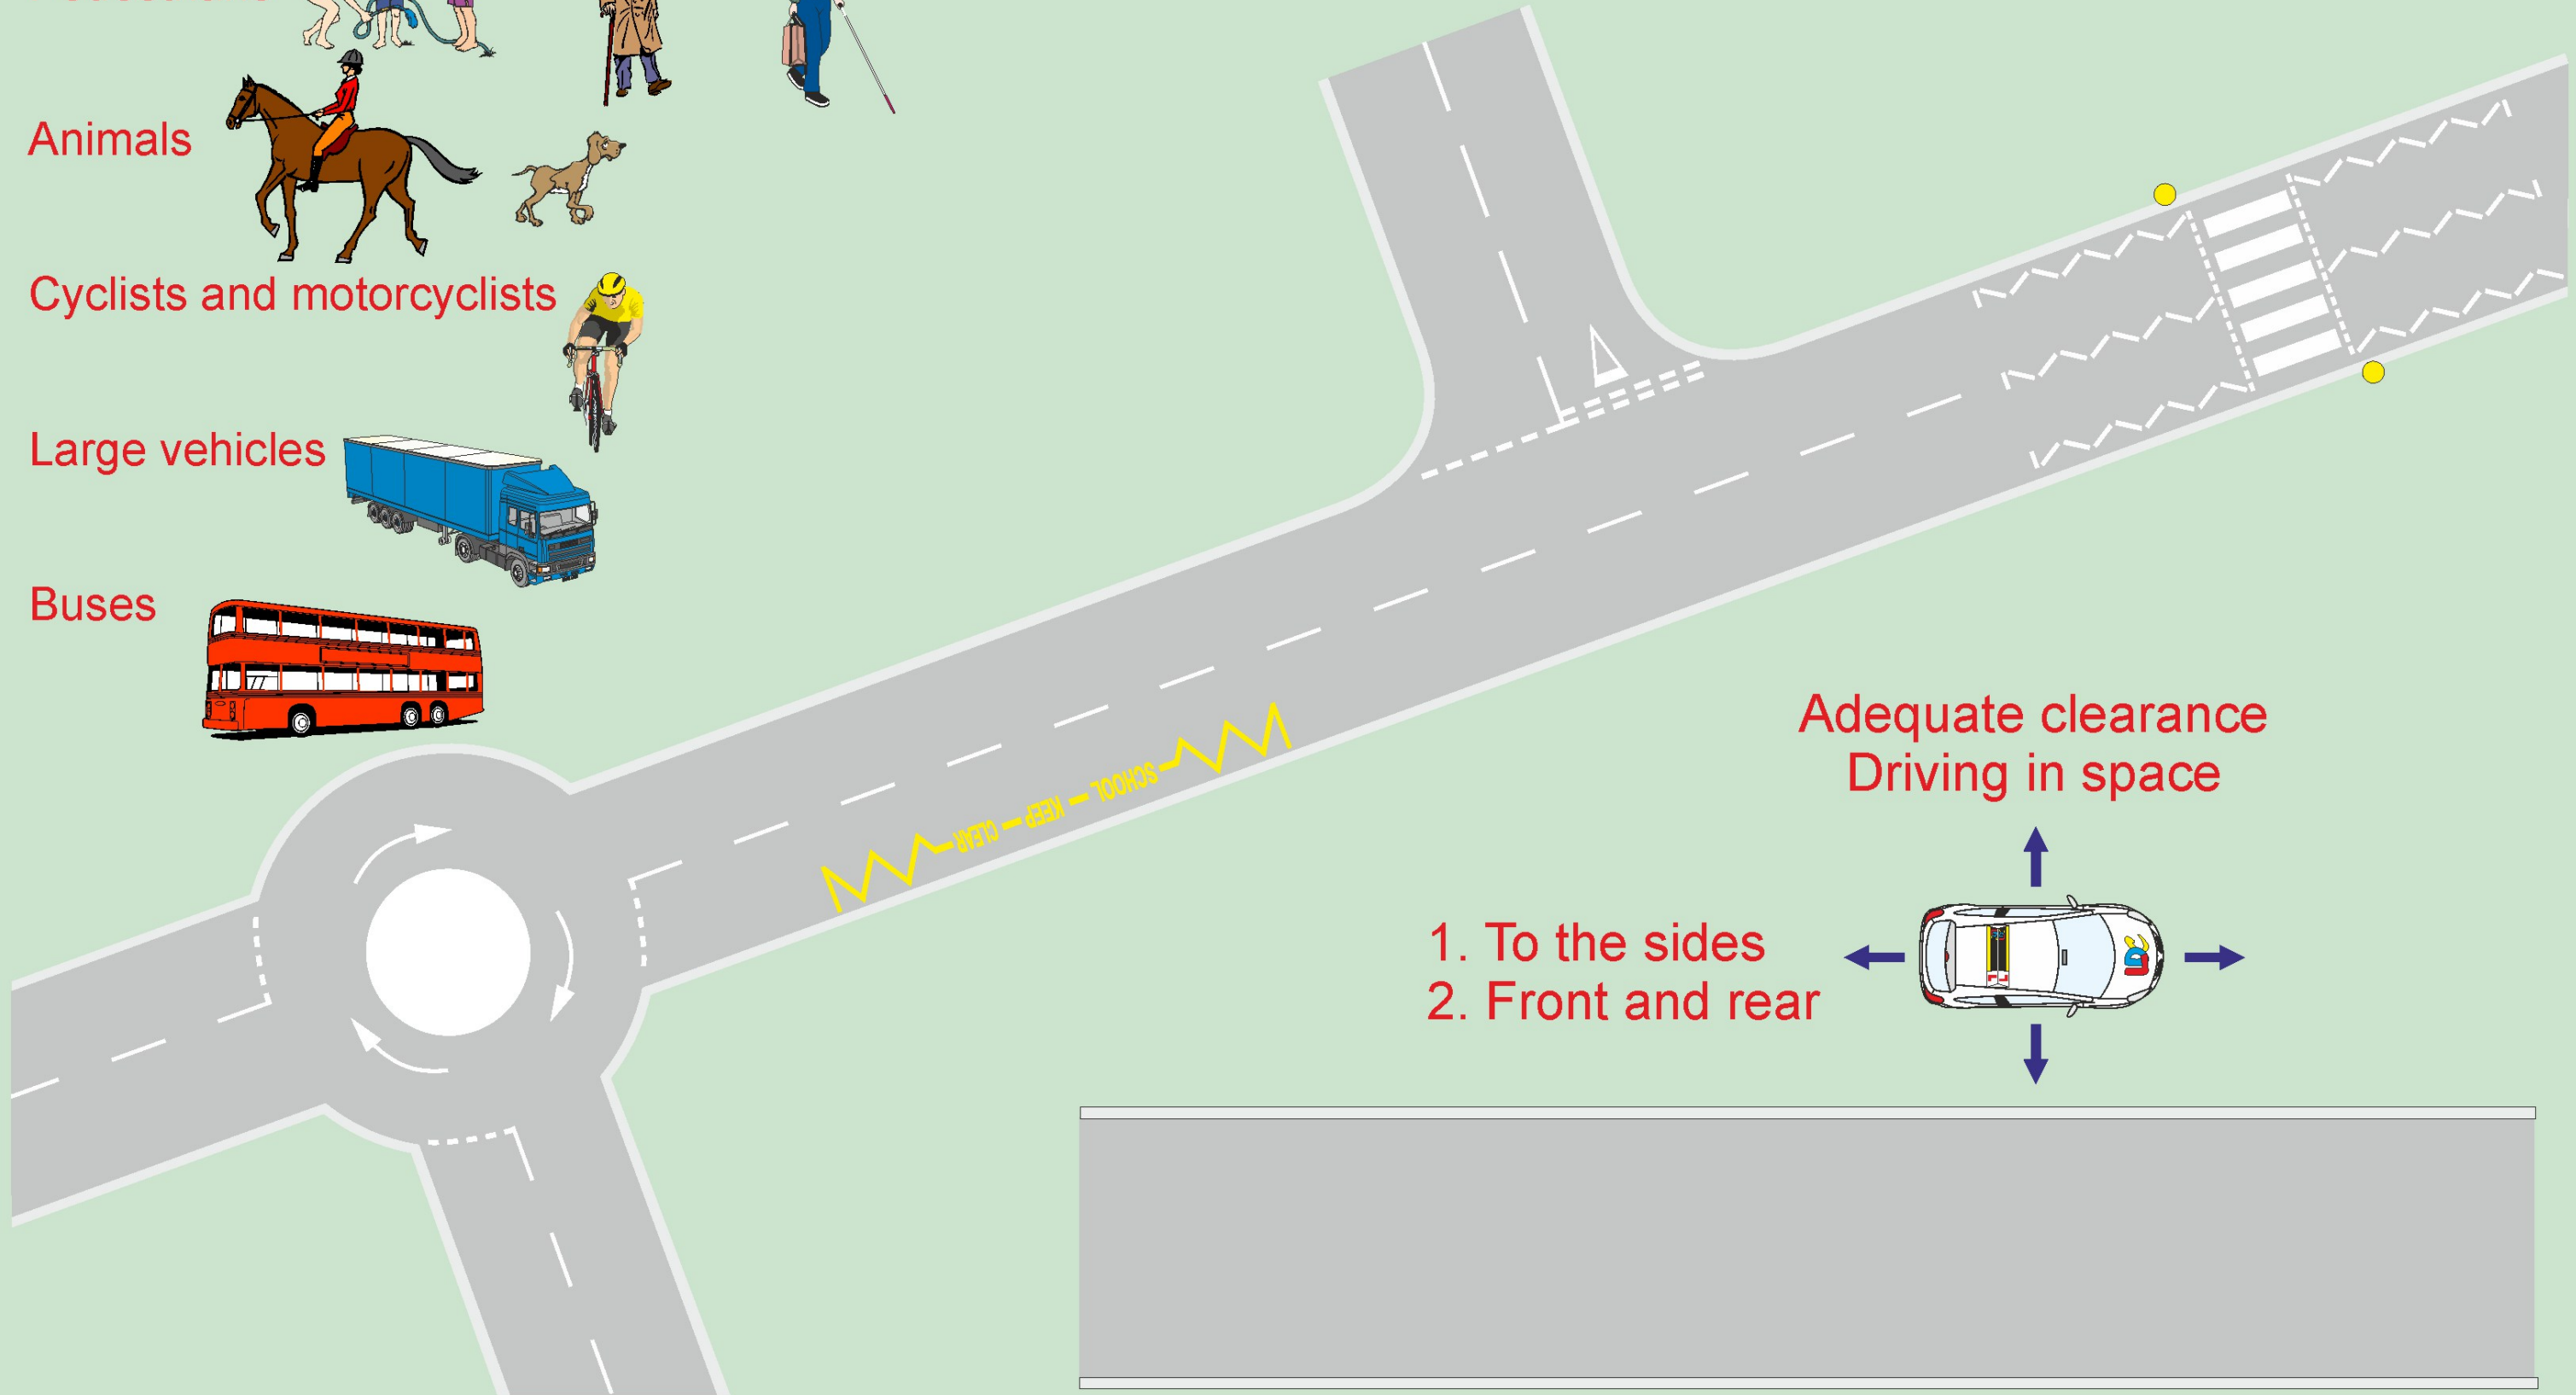 Animals
Cyclists and motorcyclists
Large vehicles
Buses
SCHOOL KEEP CLEAR
Adequate clearance
Driving in space
1. To the sides
2. Front and rear